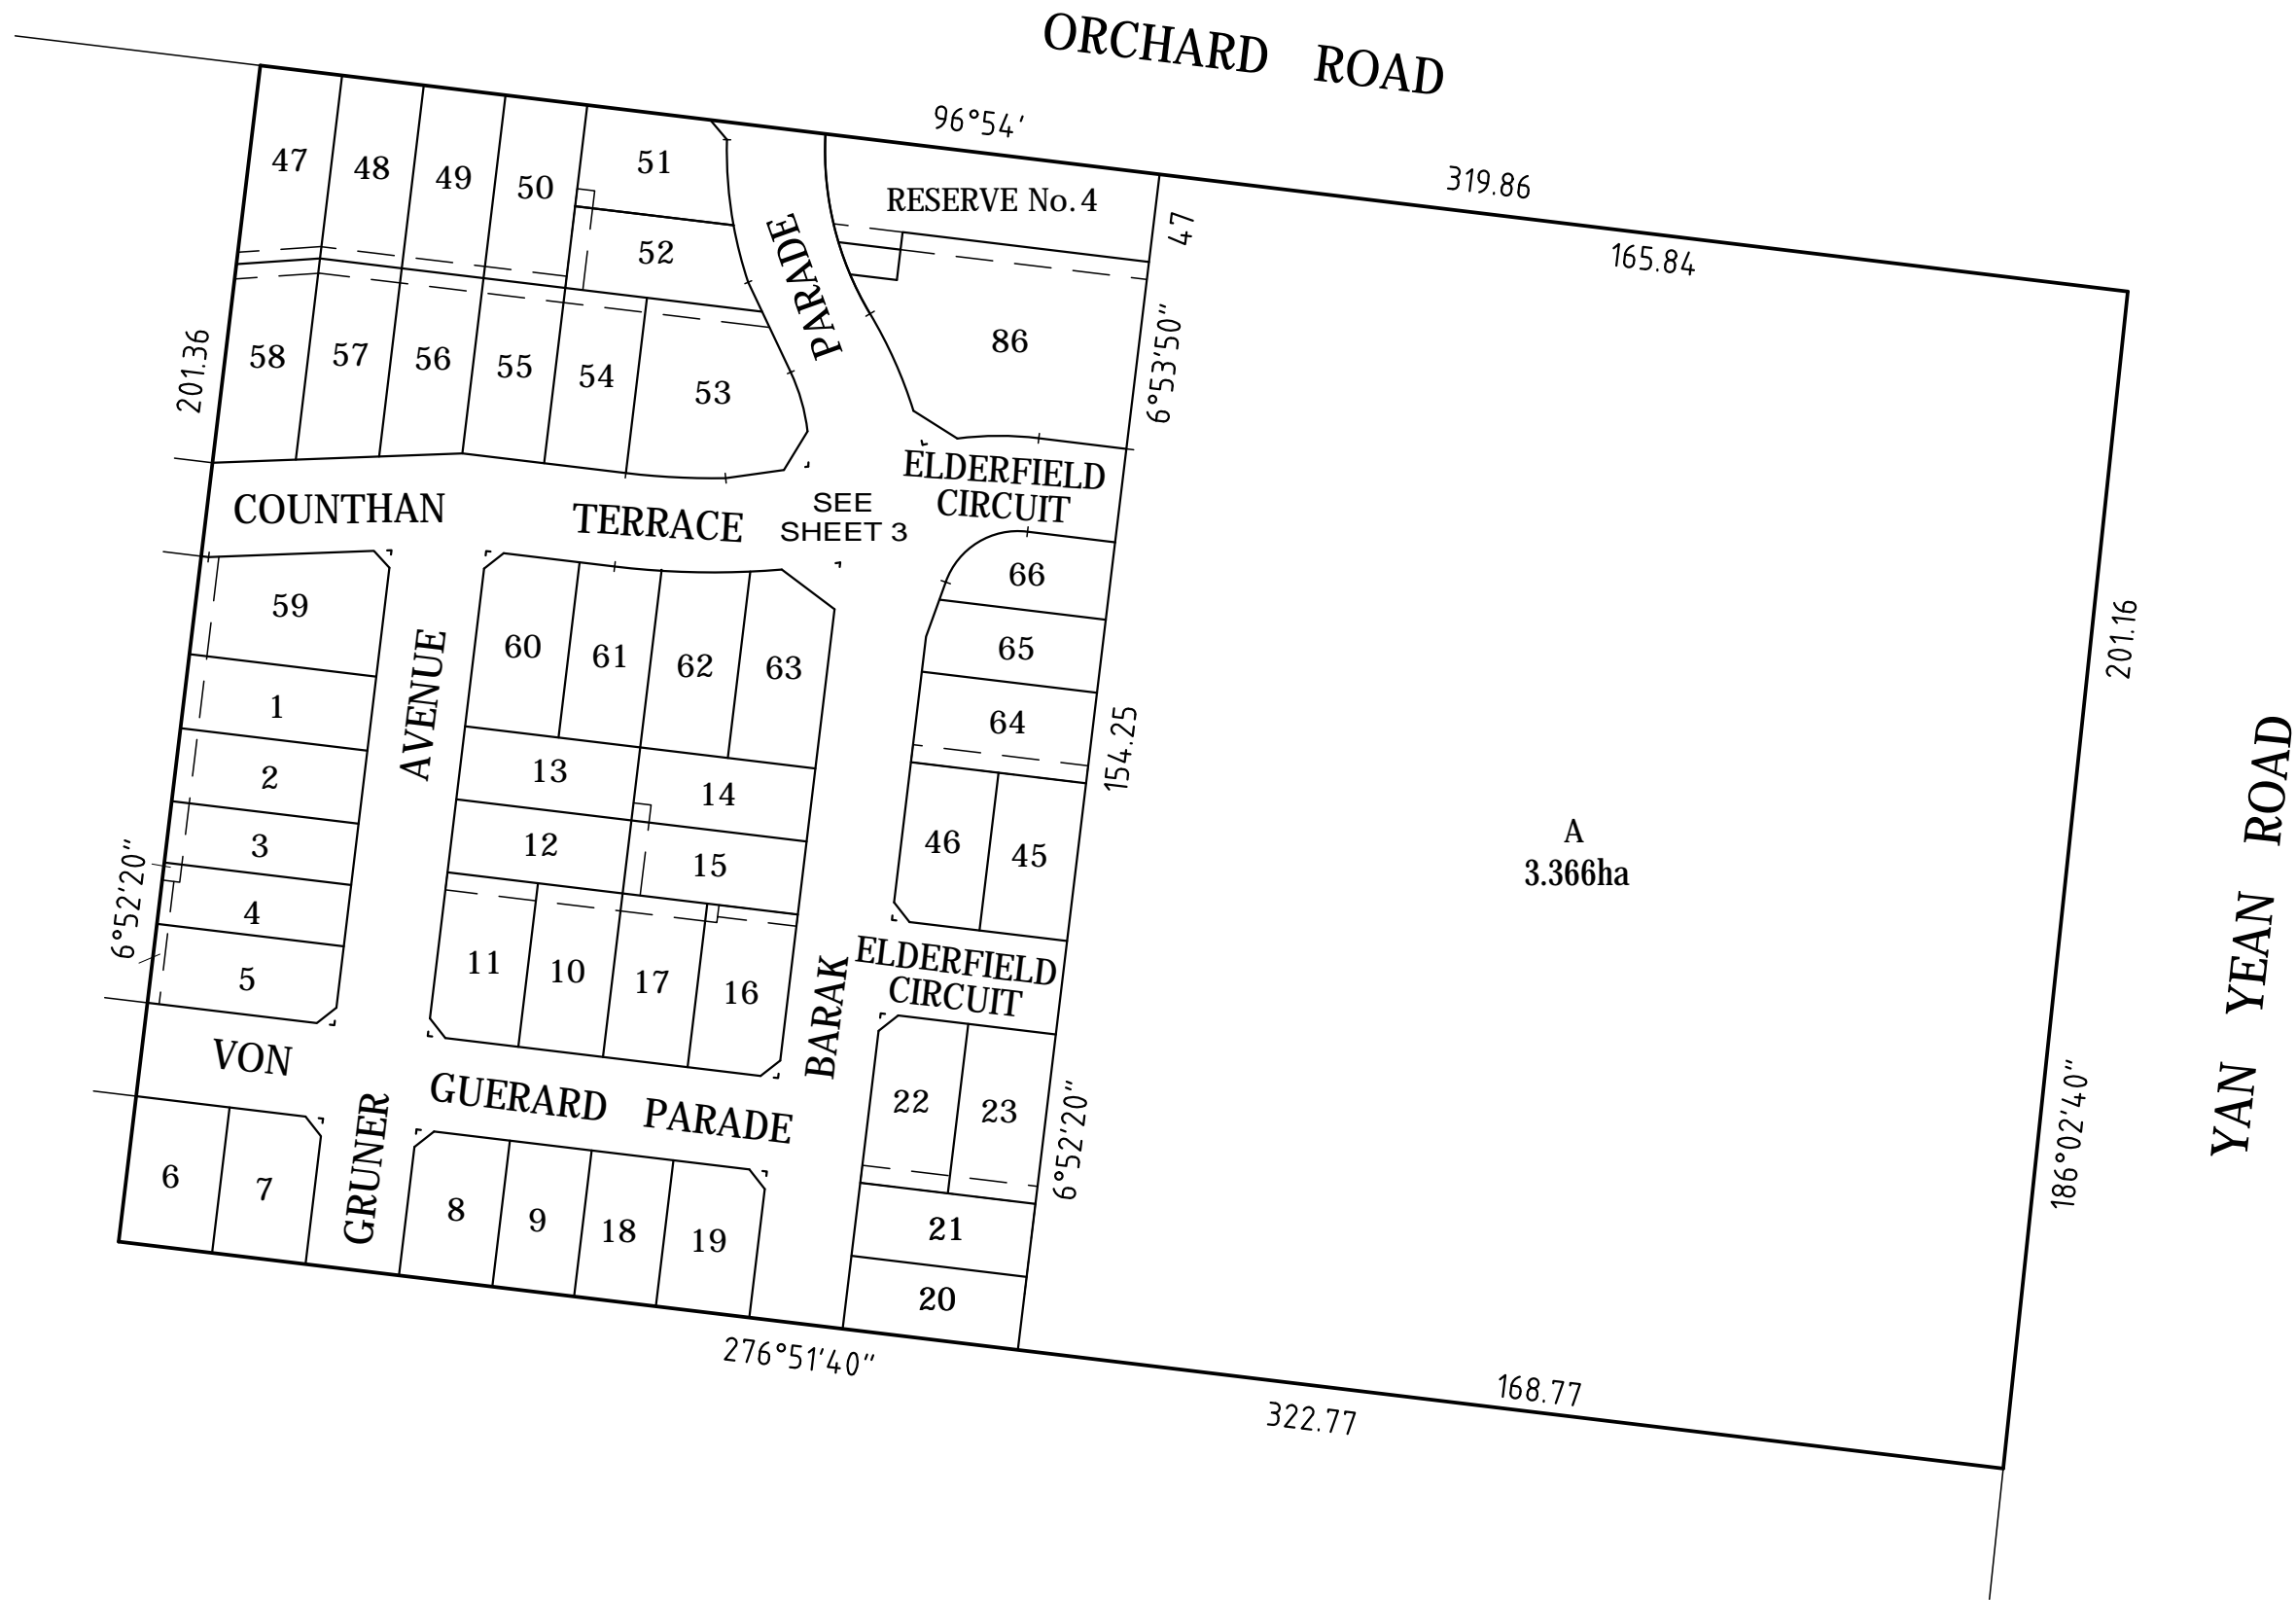 ORCHARD ROAD
96°54'
319.86
165.84
47 48 49 50 51
52
PARADE
RESERVE No. 4
47
6°53'50"
86
201.36
58 57 56 55 54 53
ELDERFIELD
CIRCUIT
COUNTHAN TERRACE
SEE
SHEET 3
59
60 61 62 63
66
65
64
AVENUE
1
2
3
4
5
13
14
12
15
154.25
46 45
201.16
A
3.366ha
YAN YEAN ROAD
6°52'20"
11 10 17 16
BARAK
ELDERFIELD
CIRCUIT
VON GUERARD PARADE
22 23
6°52'20"
186°02'40"
6 7
GRUNER
8 9 18 19
21
20
276°51'40"
168.77
322.77